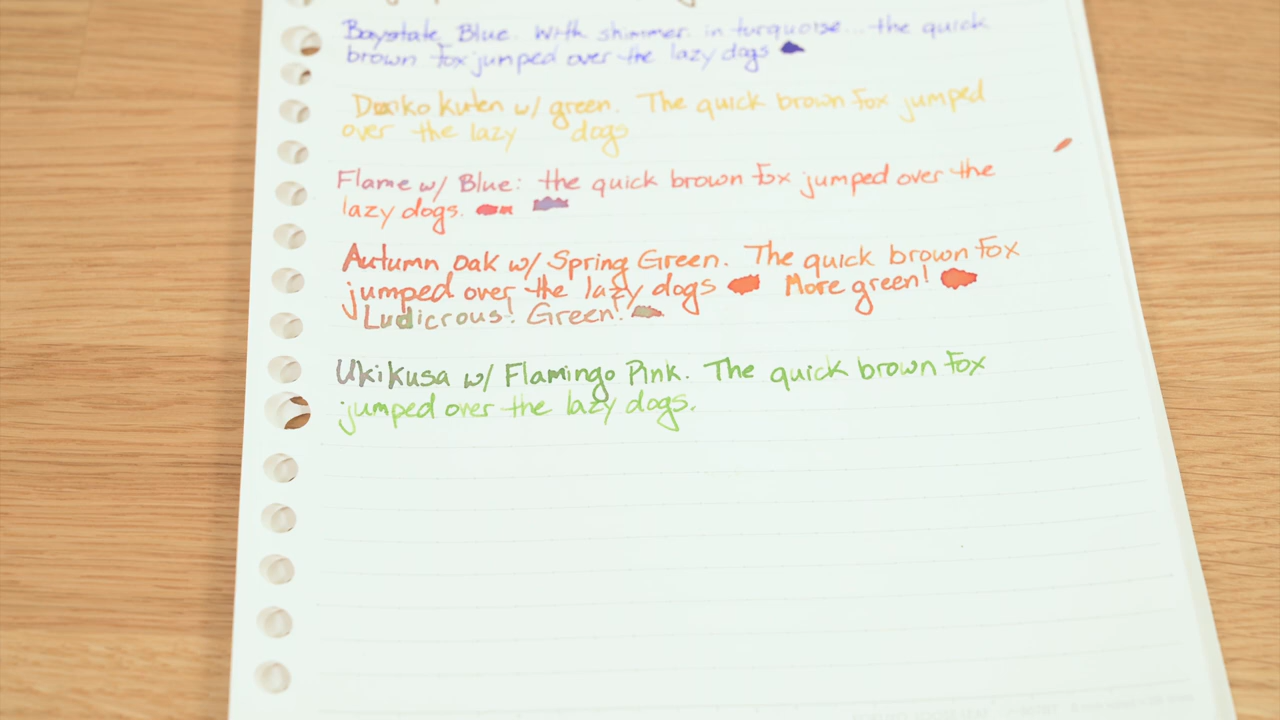 Baystate Blue. With shimmer in turquoise... the quick
brown fox jumped over the lazy dogs
Doriko kuten w/ green. The quick brown fox jumped
over the lazy dogs
Flame w/ Blue: the quick brown fox jumped over the
lazy dogs.
Autumn Oak w/ Spring Green. The quick brown fox
jumped over the lazy dogs More green!
Ludicrous! Green!
Ukikusa w/ Flamingo Pink. The quick brown fox
jumped over the lazy dogs.